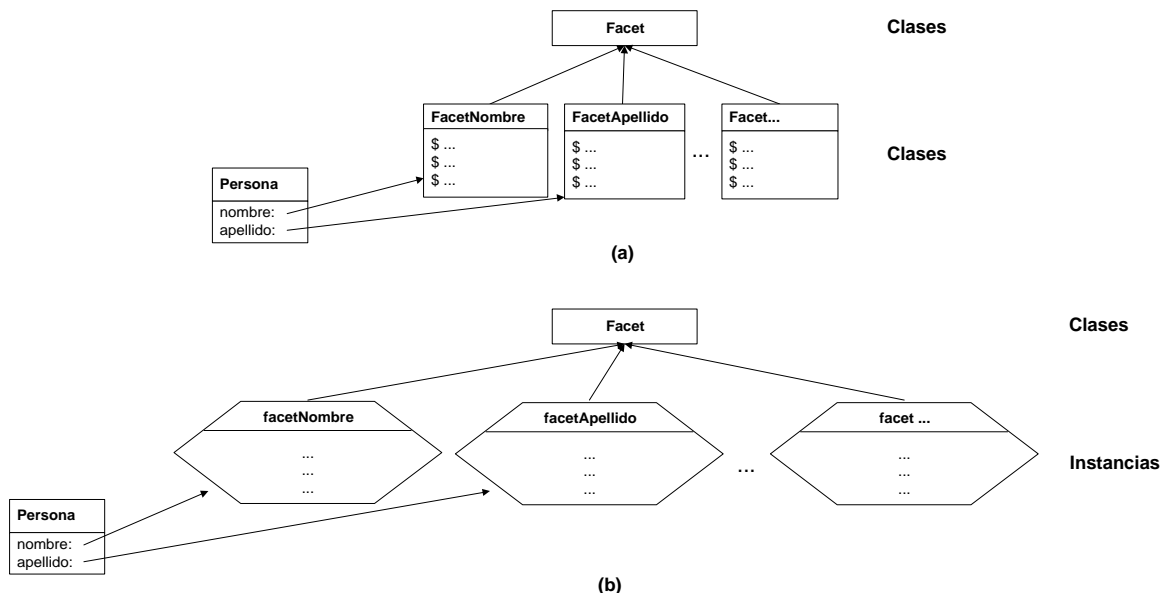 Facet
Clases
FacetNombre
FacetApellido
Facet...
$ ...
$ ...
$ ...
$ ...
$ ...
$ ...
...
$ ...
$ ...
$ ...
Clases
Persona
nombre:
apellido:
(a)
Facet
Clases
facetNombre
facetApellido
facet ...
...
...
...
...
...
...
...
...
...
...
Instancias
Persona
nombre:
apellido:
(b)